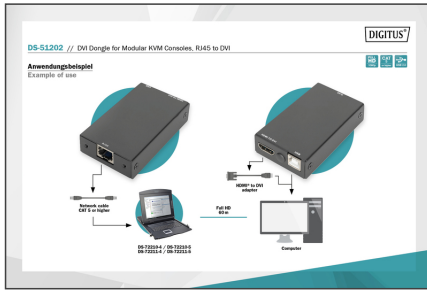 DIGITUS®
DS-51202 // DVI Dongle for Modular KVM Consoles, RJ45 to DVI
Anwendungsbeispiel
Example of use
Network cable
CAT 5 or higher
DS-72210-4 / DS-72210-5
DS-72211-4 / DS-72211-5
Full HD
60 m
HDMI® to DVI
adapter
Computer